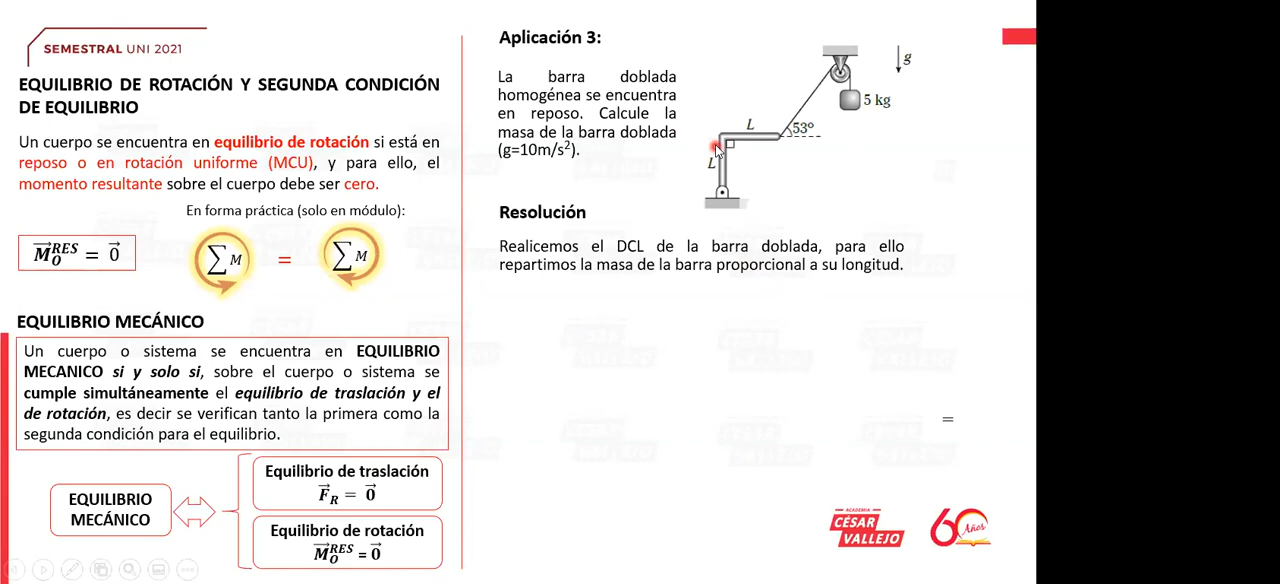 SEMESTRAL UNI 2021
EQUILIBRIO DE ROTACIÓN Y SEGUNDA CONDICIÓN
DE EQUILIBRIO
Un cuerpo se encuentra en equilibrio de rotación si está en
reposo o en rotación uniforme (MCU), y para ello, el
momento resultante sobre el cuerpo debe ser cero.
En forma práctica (solo en módulo):
M_O^RES = 0
∑ M = ∑ M
EQUILIBRIO MECÁNICO
Un cuerpo o sistema se encuentra en EQUILIBRIO
MECANICO si y solo si, sobre el cuerpo o sistema se
cumple simultáneamente el equilibrio de traslación y el
de rotación, es decir se verifican tanto la primera como la
segunda condición para el equilibrio.
EQUILIBRIO
MECÁNICO
Equilibrio de traslación
F_R = 0
Equilibrio de rotación
M_O^RES = 0
Aplicación 3:
La barra doblada
homogénea se encuentra
en reposo. Calcule la
masa de la barra doblada
(g=10m/s²).
g
5 kg
L
53°
L
Resolución
Realicemos el DCL de la barra doblada, para ello
repartimos la masa de la barra proporcional a su longitud.
=
ACADEMIA
CÉSAR
VALLEJO
60 Años